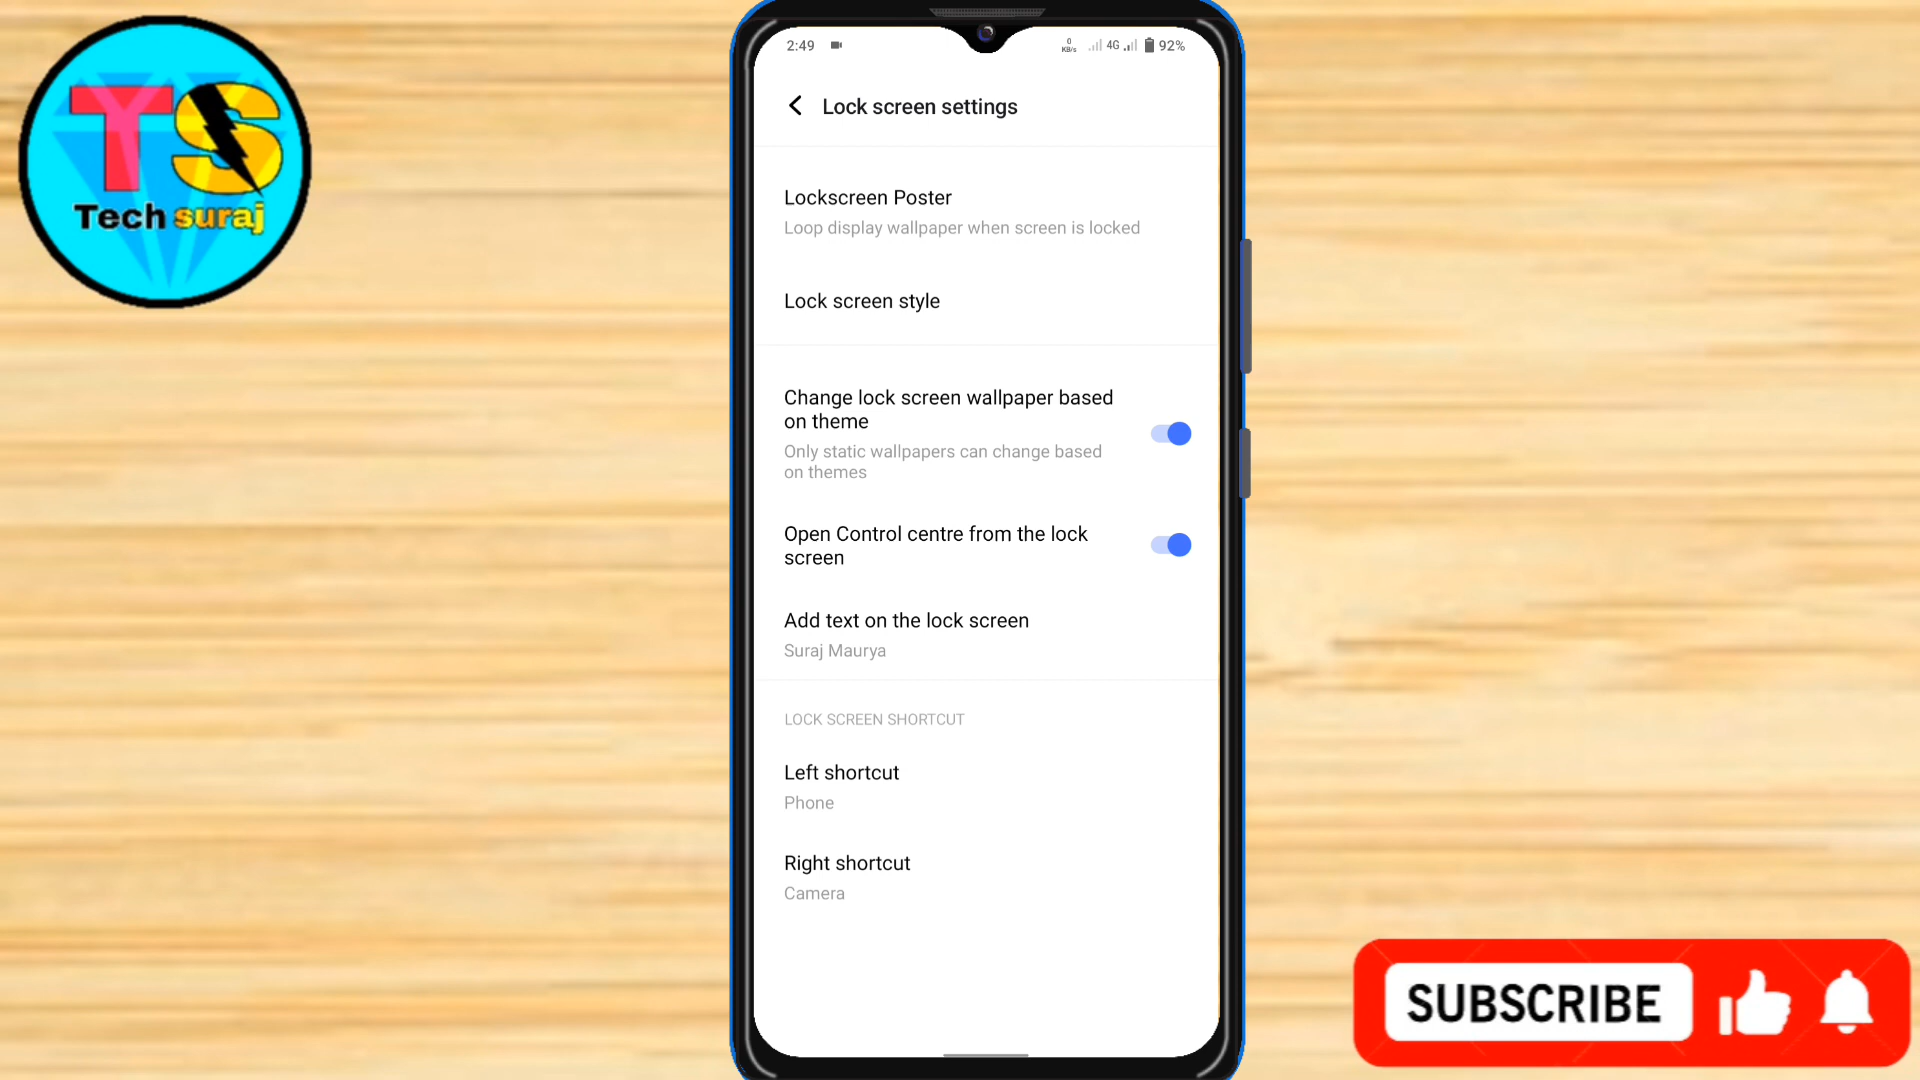 TS
Tech suraj
2:49
0
KB/s
4G
92%
Lock screen settings
Lockscreen Poster
Loop display wallpaper when screen is locked
Lock screen style
Change lock screen wallpaper based
on theme
Only static wallpapers can change based
on themes
Open Control centre from the lock
screen
Add text on the lock screen
Suraj Maurya
LOCK SCREEN SHORTCUT
Left shortcut
Phone
Right shortcut
Camera
SUBSCRIBE